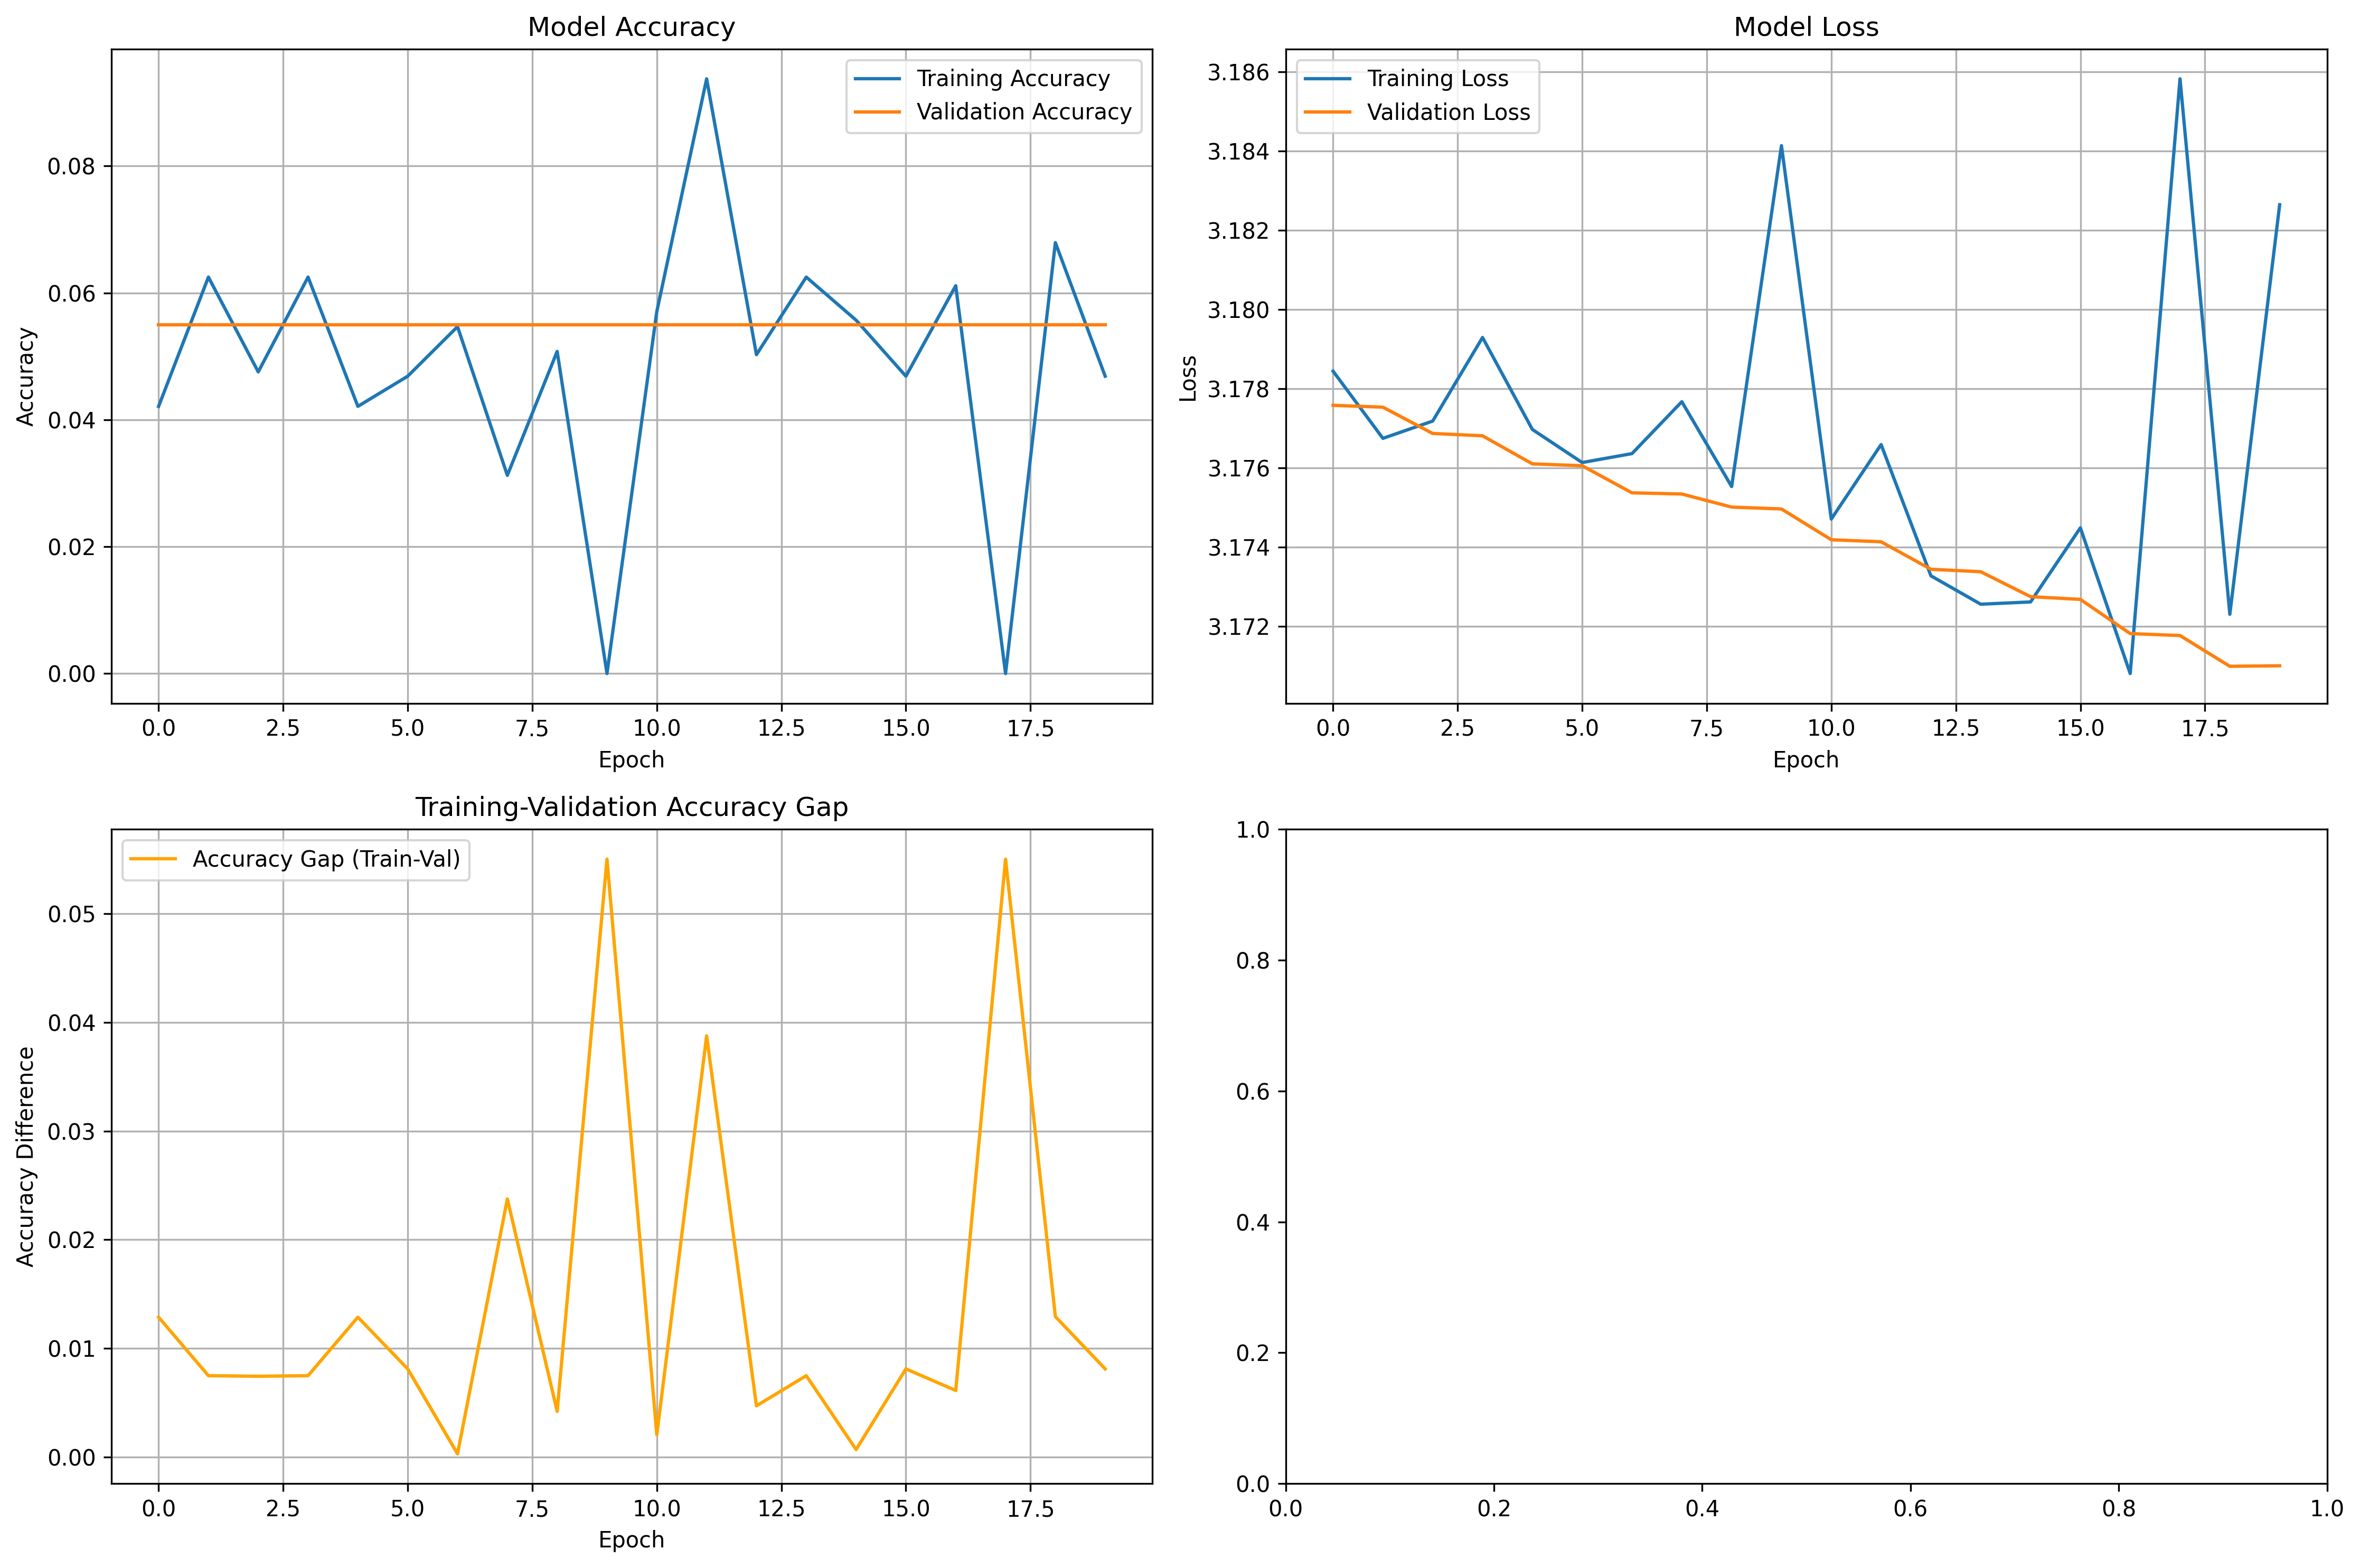 Model Accuracy
Training Accuracy
Validation Accuracy
0.08
0.06
0.04
0.02
0.00
Accuracy
0.0 2.5 5.0 7.5 10.0 12.5 15.0 17.5
Epoch
Model Loss
Training Loss
Validation Loss
3.186
3.184
3.182
3.180
3.178
3.176
3.174
3.172
Loss
0.0 2.5 5.0 7.5 10.0 12.5 15.0 17.5
Epoch
Training-Validation Accuracy Gap
Accuracy Gap (Train-Val)
0.05
0.04
0.03
0.02
0.01
0.00
Accuracy Difference
0.0 2.5 5.0 7.5 10.0 12.5 15.0 17.5
Epoch
1.0
0.8
0.6
0.4
0.2
0.0
0.0 0.2 0.4 0.6 0.8 1.0